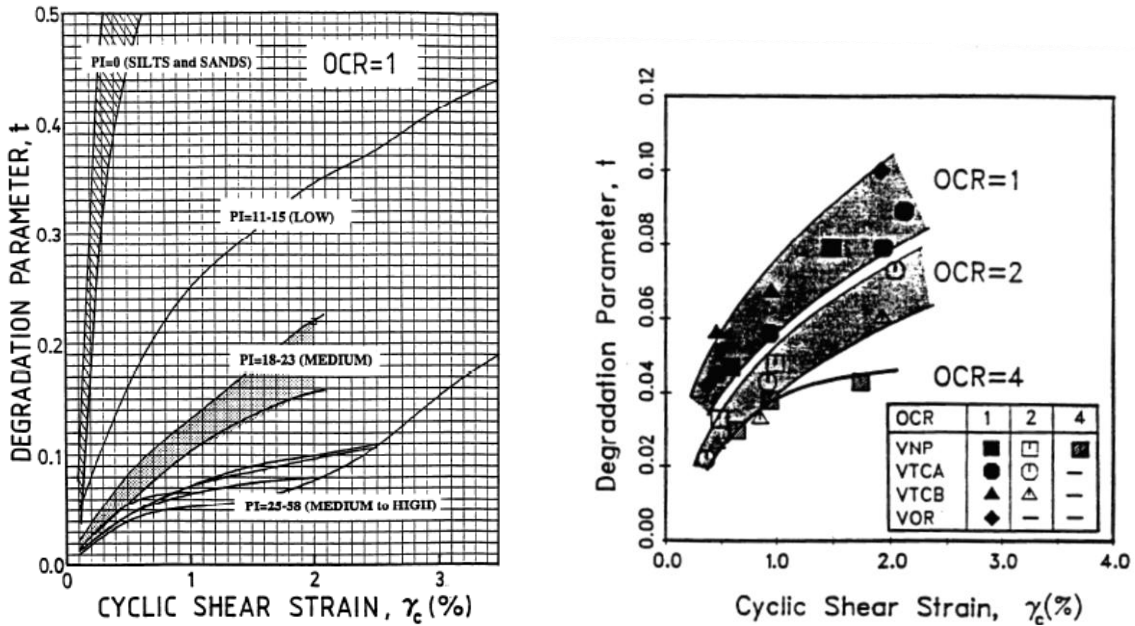 0.5
PI=0 (SILTS and SANDS)
OCR=1
0.4
0.3
PI=11-15 (LOW)
0.2
PI=18-23 (MEDIUM)
0.1
PI=25-58 (MEDIUM to HIGH)
0.0
0 1 2 3
DEGRADATION PARAMETER, t
CYCLIC SHEAR STRAIN, γc (%)
0.12
0.10
OCR=1
0.08
OCR=2
0.06
OCR=4
0.04
0.02
0.00
OCR 1 2 4
VNP
VTCA –
VTCB –
VOR – –
0.0 1.0 2.0 3.0 4.0
Degradation Parameter, t
Cyclic Shear Strain, γc(%)